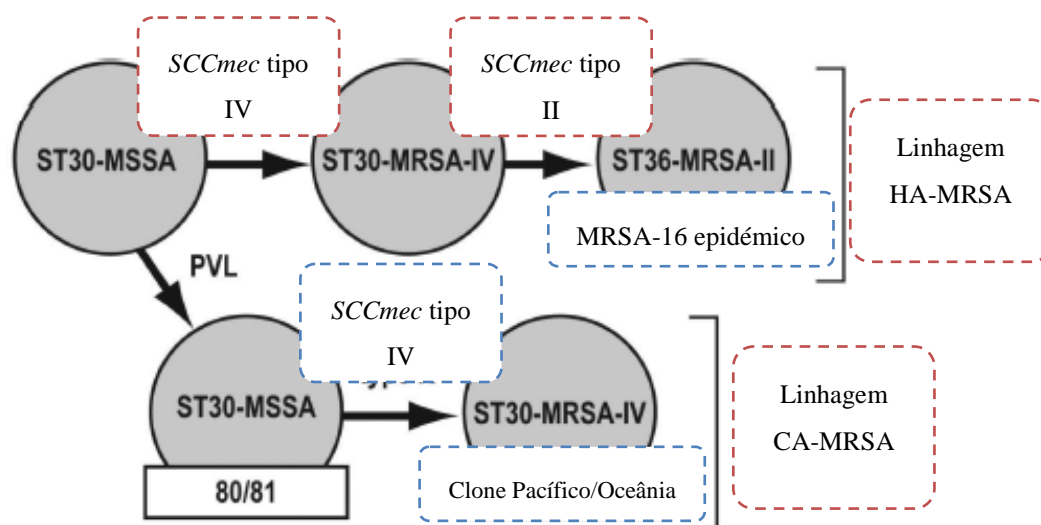 SCCmec tipo
IV
SCCmec tipo
II
ST30-MSSA
ST30-MRSA-IV
ST36-MRSA-II
MRSA-16 epidémico
Linhagem
HA-MRSA
PVL
SCCmec tipo
IV
ST30-MSSA
ST30-MRSA-IV
80/81
Clone Pacífico/Oceânia
Linhagem
CA-MRSA